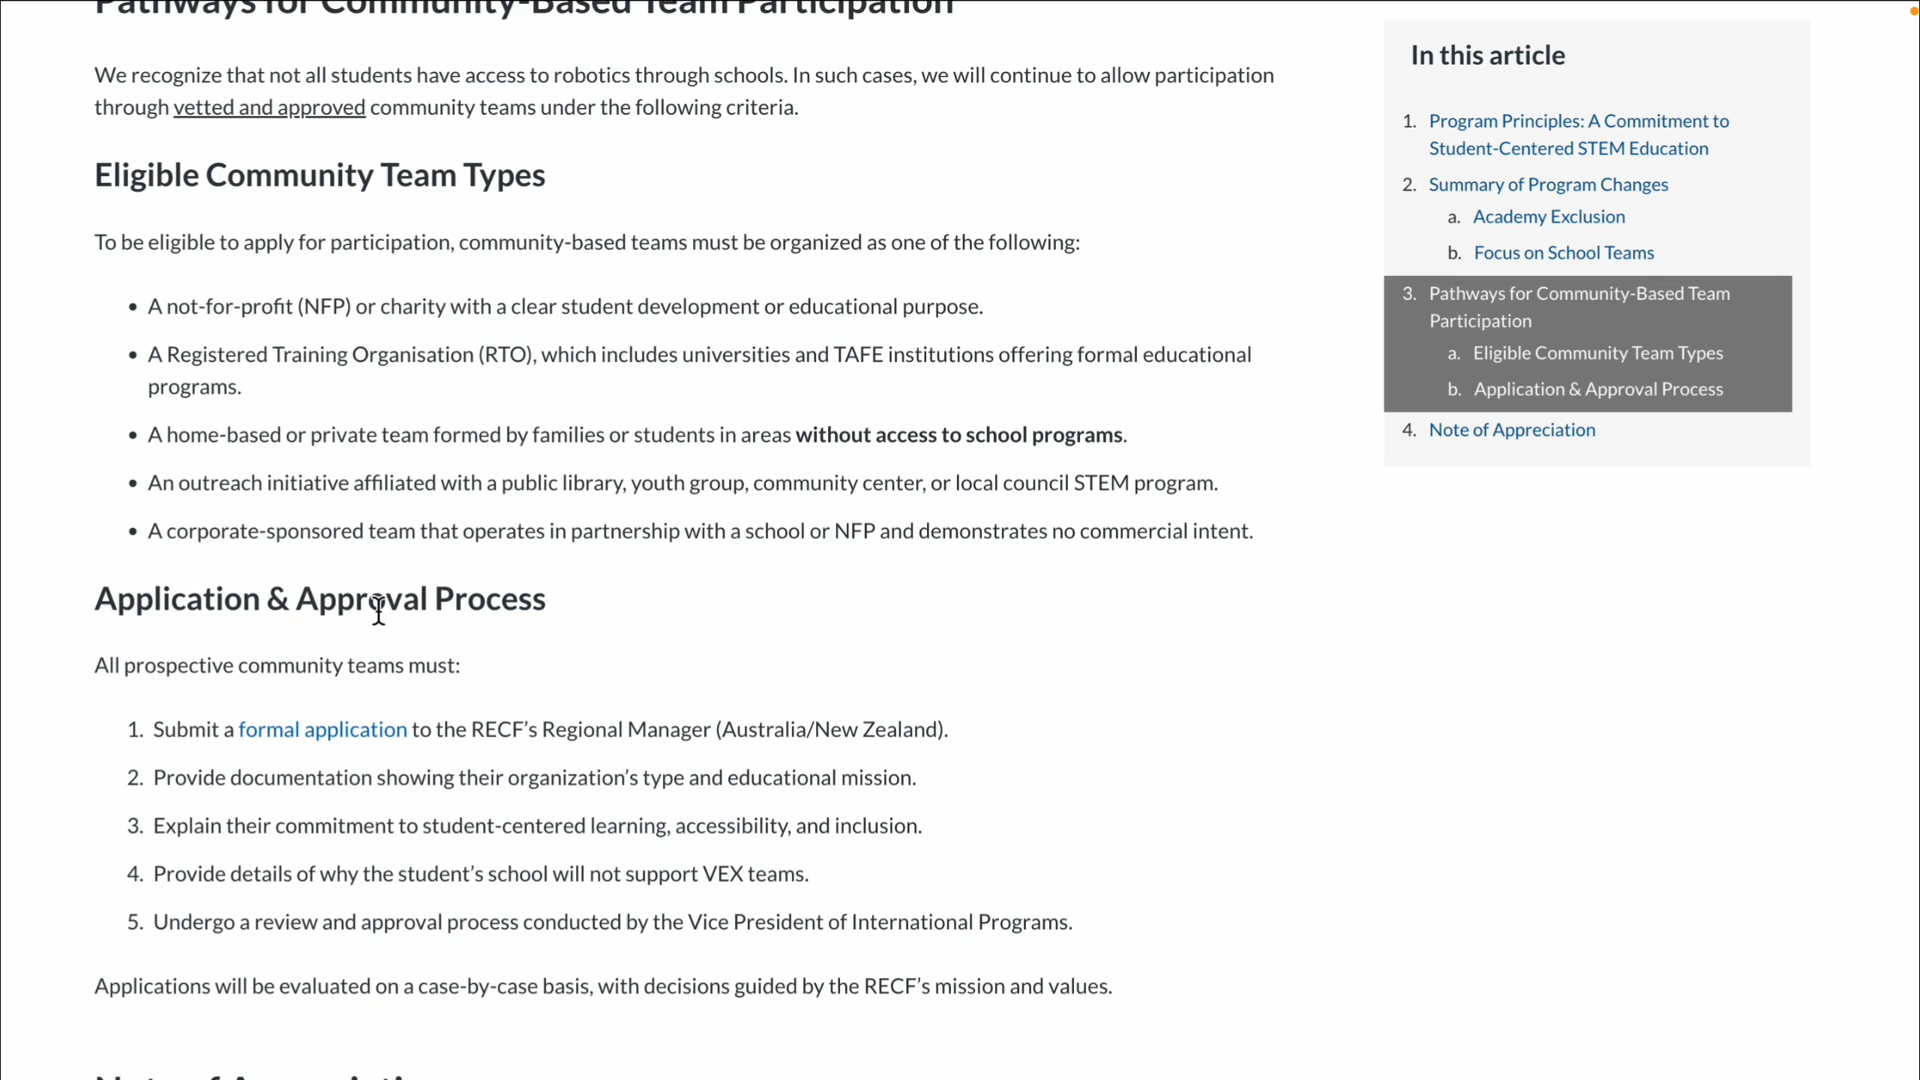 Pathways for Community-Based Team Participation
We recognize that not all students have access to robotics through schools. In such cases, we will continue to allow participation
through vetted and approved community teams under the following criteria.
Eligible Community Team Types
To be eligible to apply for participation, community-based teams must be organized as one of the following:
• A not-for-profit (NFP) or charity with a clear student development or educational purpose.
• A Registered Training Organisation (RTO), which includes universities and TAFE institutions offering formal educational
programs.
• A home-based or private team formed by families or students in areas without access to school programs.
• An outreach initiative affiliated with a public library, youth group, community center, or local council STEM program.
• A corporate-sponsored team that operates in partnership with a school or NFP and demonstrates no commercial intent.
Application & Approval Process
All prospective community teams must:
1. Submit a formal application to the RECF’s Regional Manager (Australia/New Zealand).
2. Provide documentation showing their organization’s type and educational mission.
3. Explain their commitment to student-centered learning, accessibility, and inclusion.
4. Provide details of why the student’s school will not support VEX teams.
5. Undergo a review and approval process conducted by the Vice President of International Programs.
Applications will be evaluated on a case-by-case basis, with decisions guided by the RECF’s mission and values.
Note of Appreciation
In this article
1. Program Principles: A Commitment to
Student-Centered STEM Education
2. Summary of Program Changes
a. Academy Exclusion
b. Focus on School Teams
3. Pathways for Community-Based Team
Participation
a. Eligible Community Team Types
b. Application & Approval Process
4. Note of Appreciation